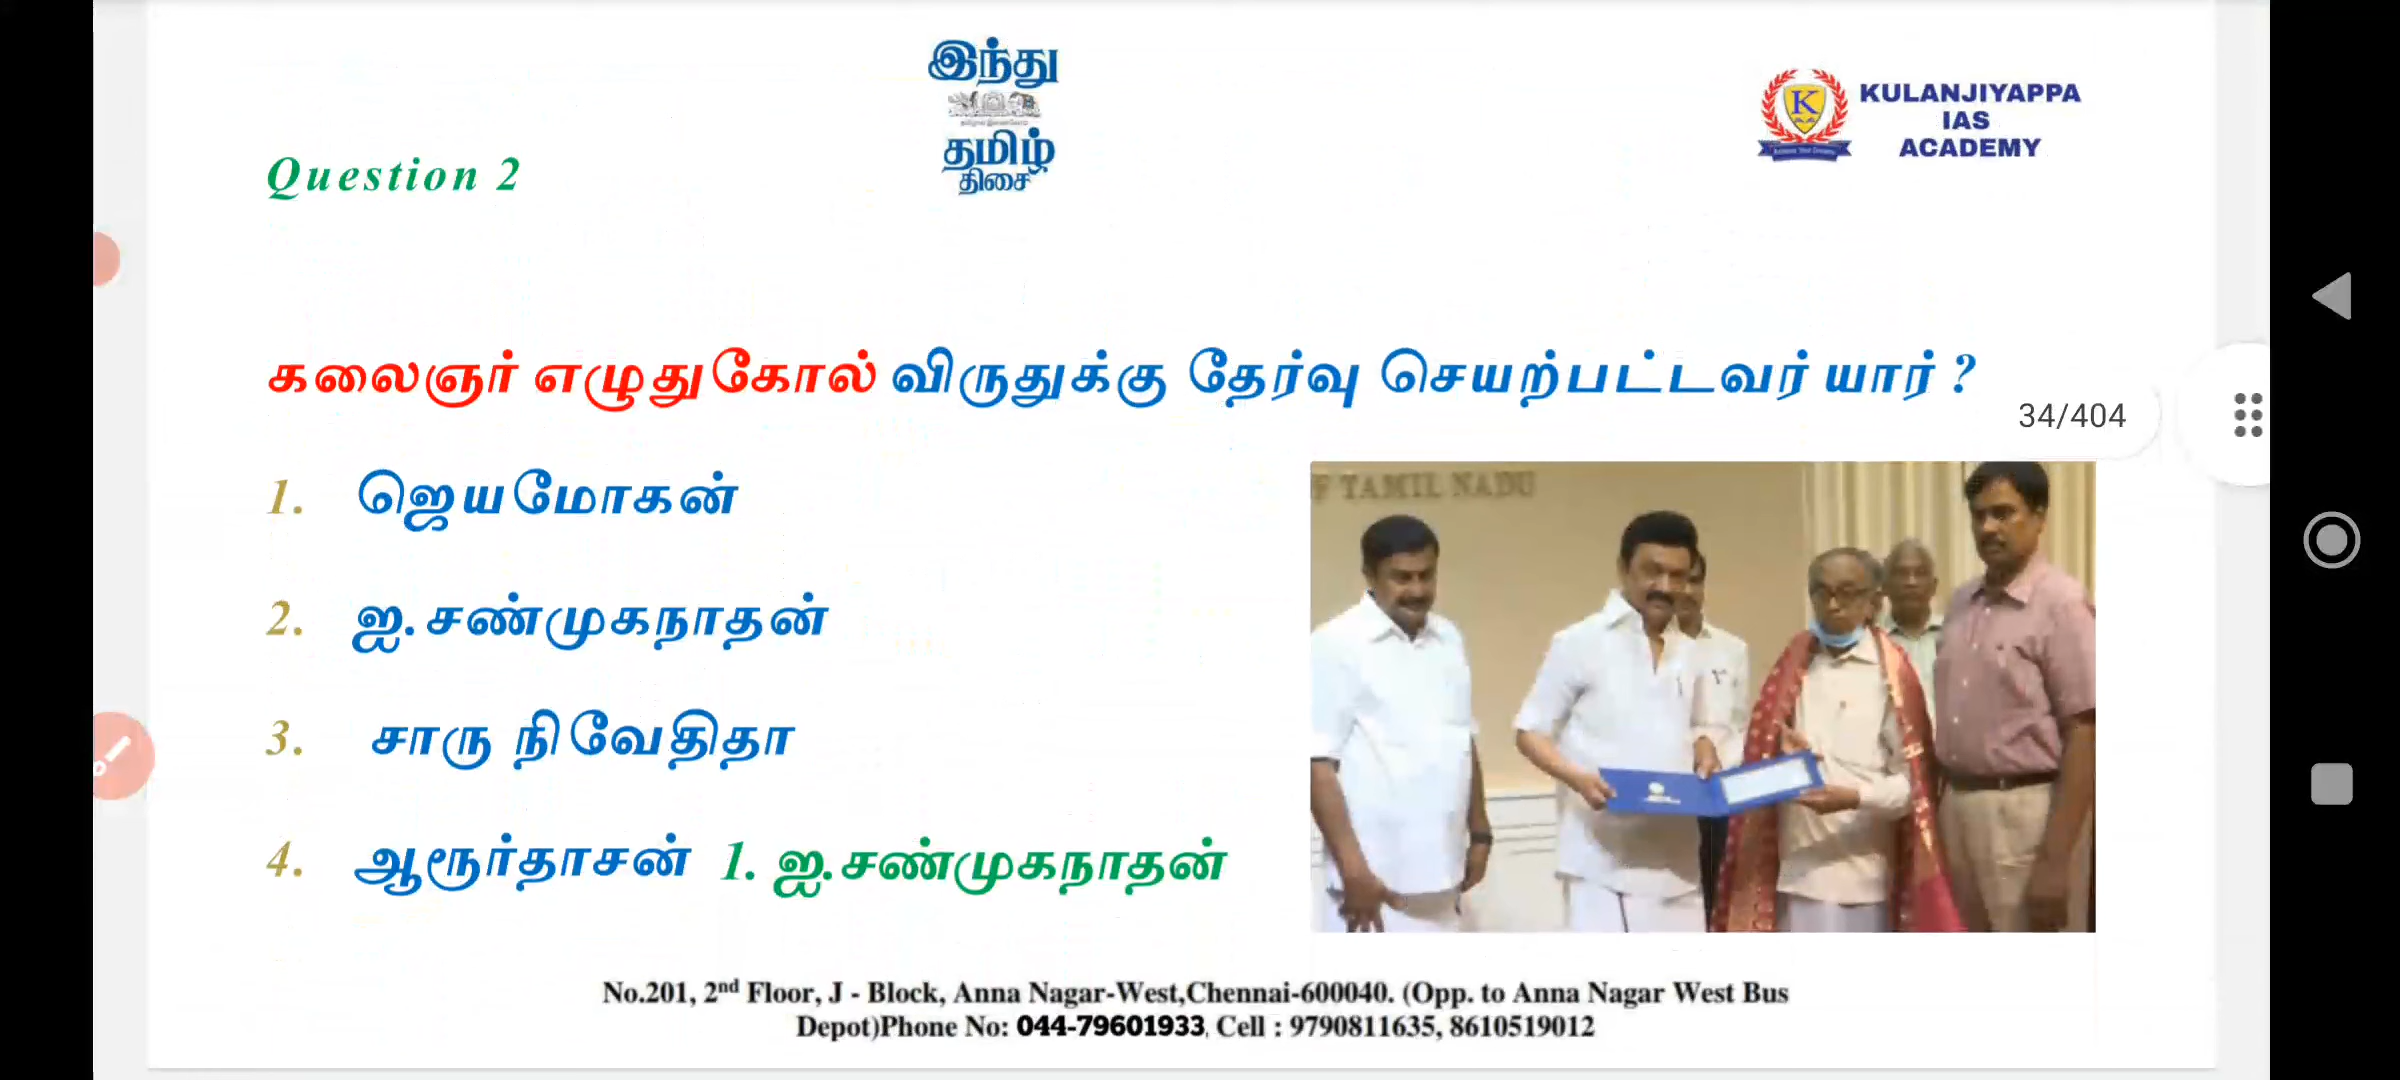 இந்து
தமிழ்
திசை
KULANJIYAPPA
IAS
ACADEMY
Question 2
கலைஞர் எழுதுகோல் விருதுக்கு தேர்வு செயற்பட்டவர் யார் ?
34/404
1. ஜெயமோகன்
F TAMIL NADU
2. ஐ.சண்முகநாதன்
3. சாரு நிவேதிதா
4. ஆரூர்தாசன் 1. ஐ.சண்முகநாதன்
No.201, 2nd Floor, J - Block, Anna Nagar-West,Chennai-600040. (Opp. to Anna Nagar West Bus
Depot)Phone No: 044-79601933, Cell : 9790811635, 8610519012